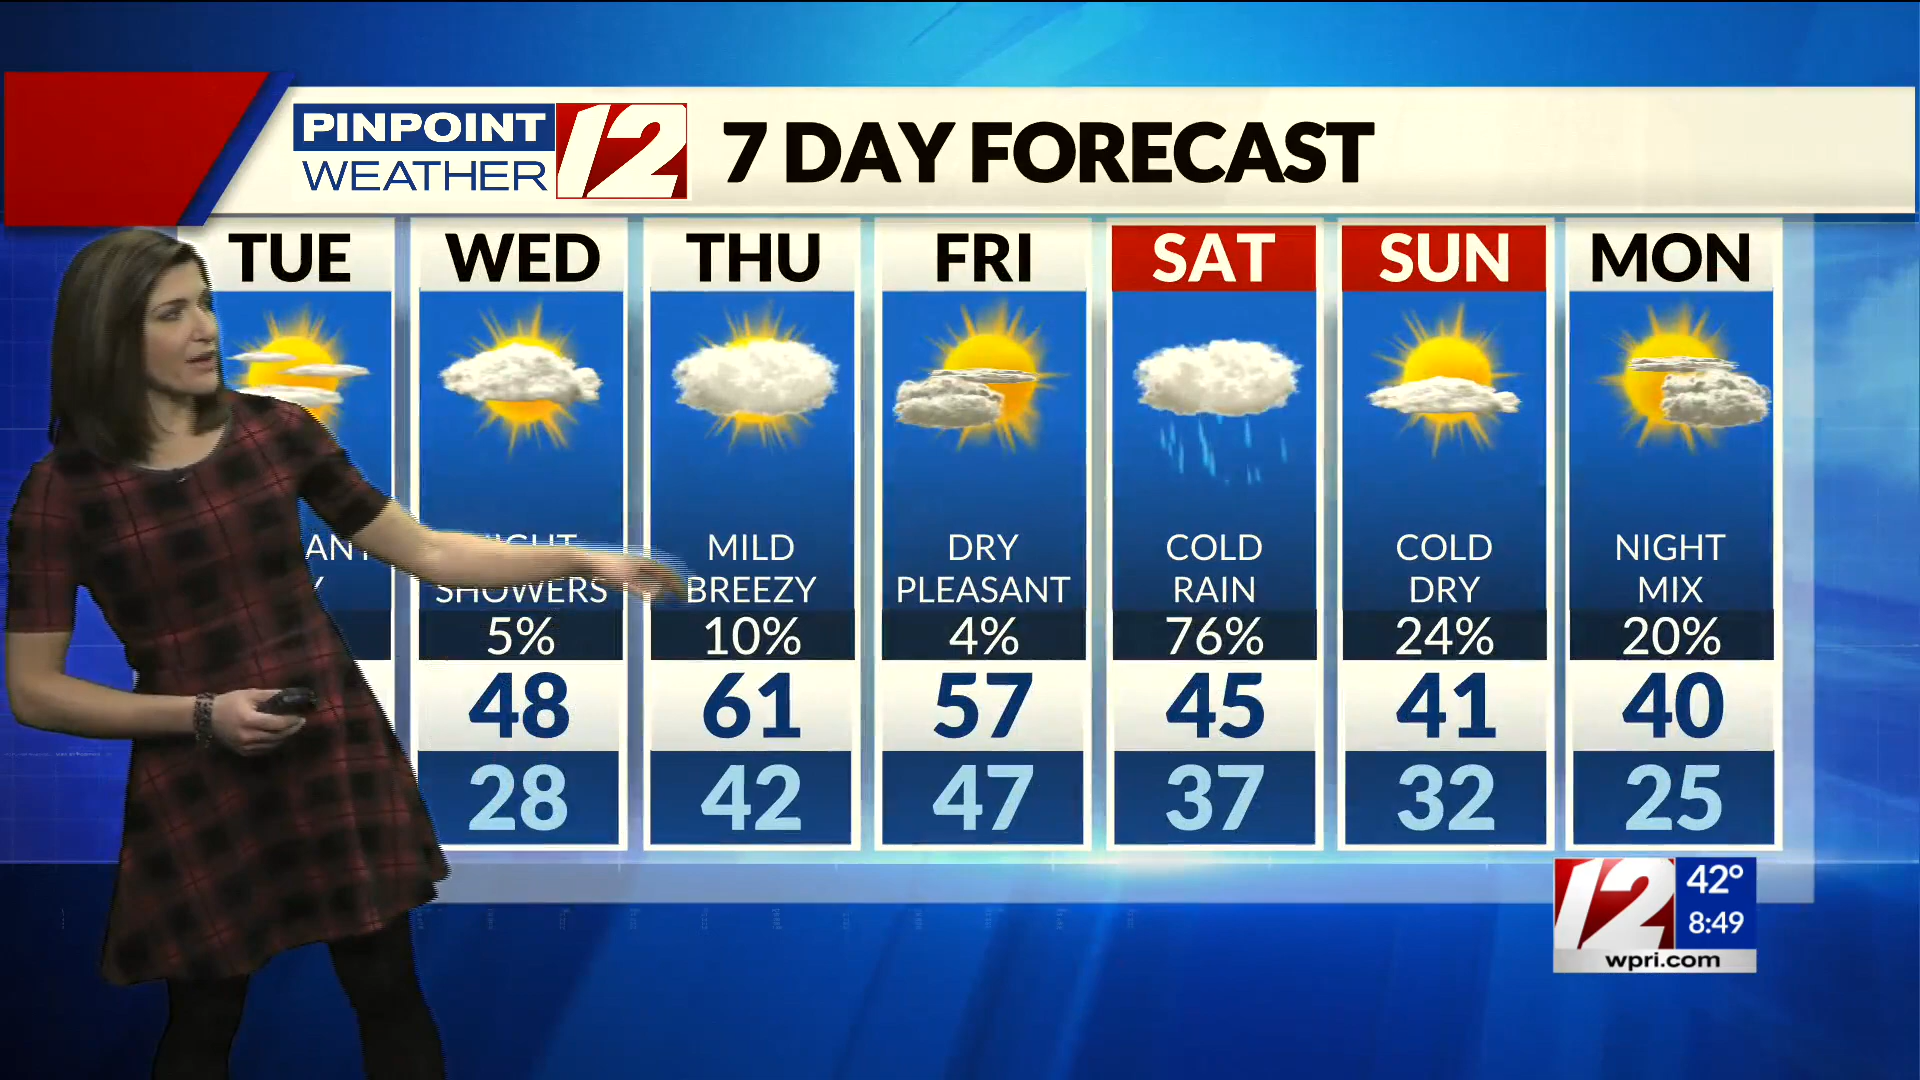 PINPOINT
WEATHER
12
7 DAY FORECAST
TUE
WED
SHOWERS
5%
48
28
THU
MILD
BREEZY
10%
61
42
FRI
DRY
PLEASANT
4%
57
47
SAT
COLD
RAIN
76%
45
37
SUN
COLD
DRY
24%
41
32
MON
NIGHT
MIX
20%
40
25
12
42°
8:49
wpri.com